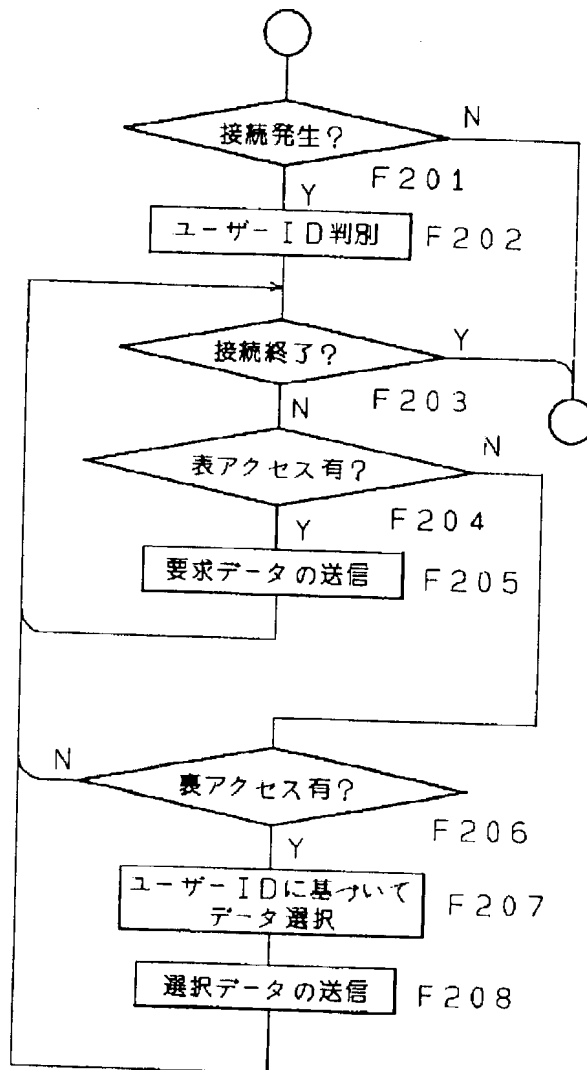 接続発生?
N
F201
Y
ユーザーID判別
F202
接続終了?
Y
F203
N
表アクセス有?
N
F204
Y
要求データの送信
F205
裏アクセス有?
N
F206
Y
ユーザーIDに基づいて
データ選択
F207
選択データの送信
F208